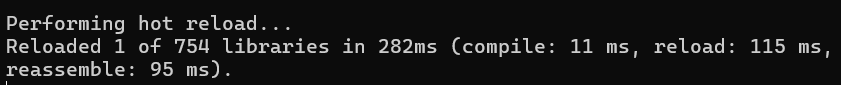 Performing hot reload...
Reloaded 1 of 754 libraries in 282ms (compile: 11 ms, reload: 115 ms,
reassemble: 95 ms).